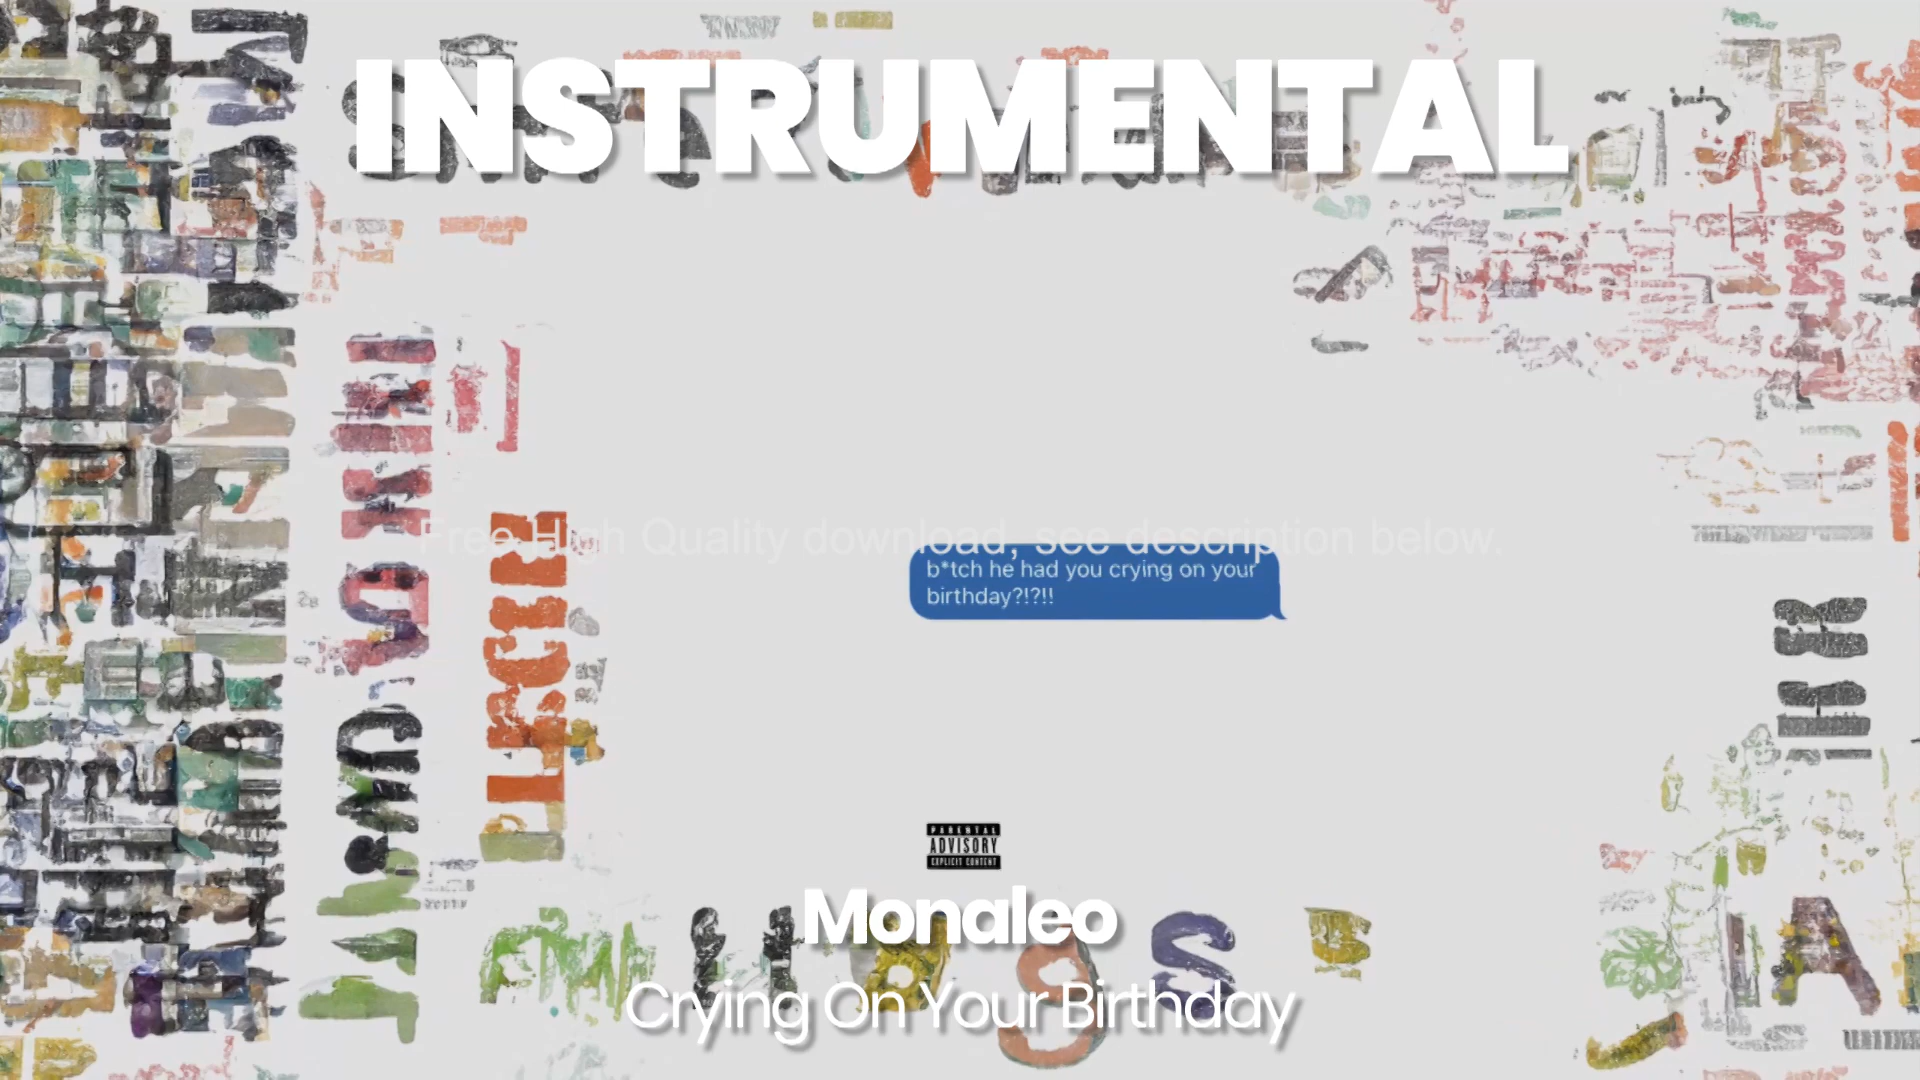 INSTRUMENTAL
Free High Quality download, see description below.
b*tch he had you crying on your
birthday?!?!!
PARENTAL
ADVISORY
EXPLICIT CONTENT
Monaleo
Crying On Your Birthday